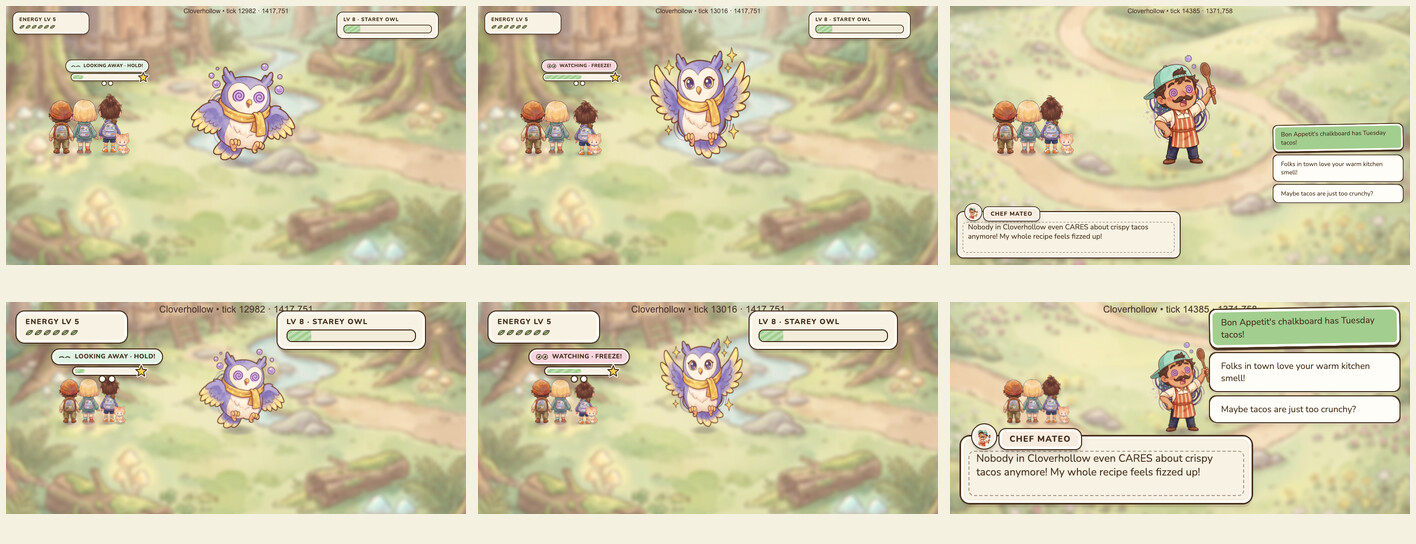 Cloverhollow • tick 12982 · 1417,751
ENERGY LV 5
LV 8 · STAREY OWL
LOOKING AWAY · HOLD!
Cloverhollow • tick 13016 · 1417,751
ENERGY LV 5
LV 8 · STAREY OWL
WATCHING · FREEZE!
Cloverhollow • tick 14385 · 1371,758
Bon Appetit's chalkboard has Tuesday
tacos!
Folks in town love your warm kitchen
smell!
Maybe tacos are just too crunchy?
CHEF MATEO
Nobody in Cloverhollow even CARES about crispy tacos
anymore! My whole recipe feels fizzed up!
Cloverhollow • tick 12982 · 1417,751
ENERGY LV 5
LV 8 · STAREY OWL
LOOKING AWAY · HOLD!
Cloverhollow • tick 13016 · 1417,751
ENERGY LV 5
LV 8 · STAREY OWL
WATCHING · FREEZE!
Cloverhollow • tick 14385
Bon Appetit's chalkboard has Tuesday
tacos!
Folks in town love your warm kitchen
smell!
Maybe tacos are just too crunchy?
CHEF MATEO
Nobody in Cloverhollow even CARES about crispy
tacos anymore! My whole recipe feels fizzed up!